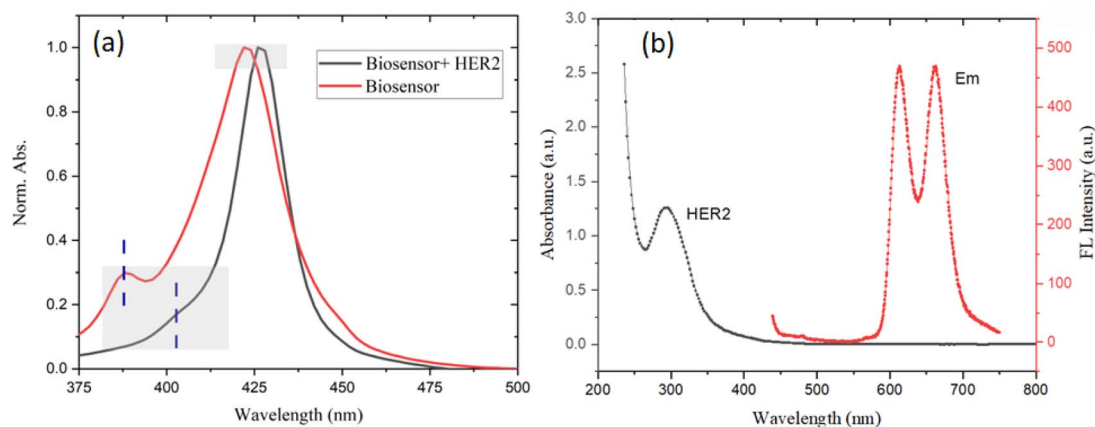 (a)
Biosensor+ HER2
Biosensor
Norm. Abs.
1.0
0.8
0.6
0.4
0.2
0.0
375 400 425 450 475 500
Wavelength (nm)
(b)
Em
HER2
Absorbance (a.u.)
3.0
2.5
2.0
1.5
1.0
0.5
0.0
FL Intensity (a.u.)
500
400
300
200
100
0
200 300 400 500 600 700 800
Wavelength (nm)